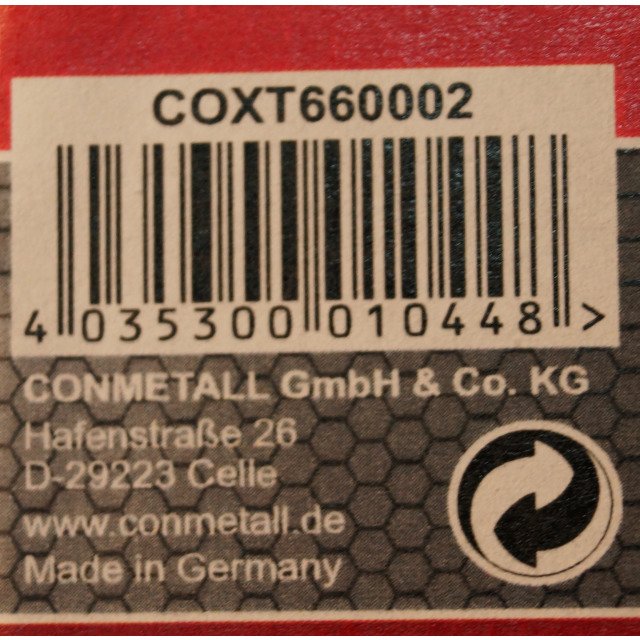 COXT660002
4 035300 010448 >
CONMETALL GmbH & Co. KG
Hafenstraße 26
D-29223 Celle
www.conmetall.de
Made in Germany